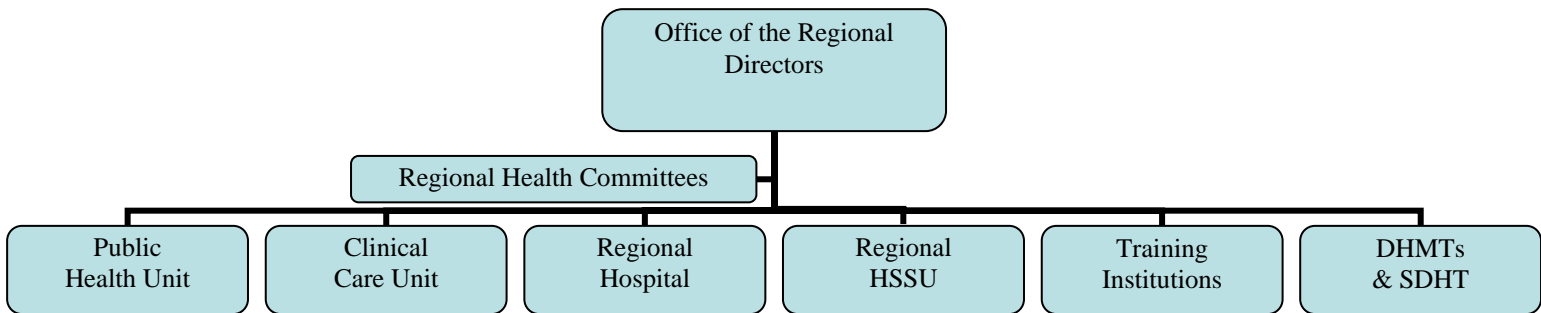 Office of the Regional
Directors
Regional Health Committees
Public
Health Unit
Clinical
Care Unit
Regional
Hospital
Regional
HSSU
Training
Institutions
DHMTs
& SDHT